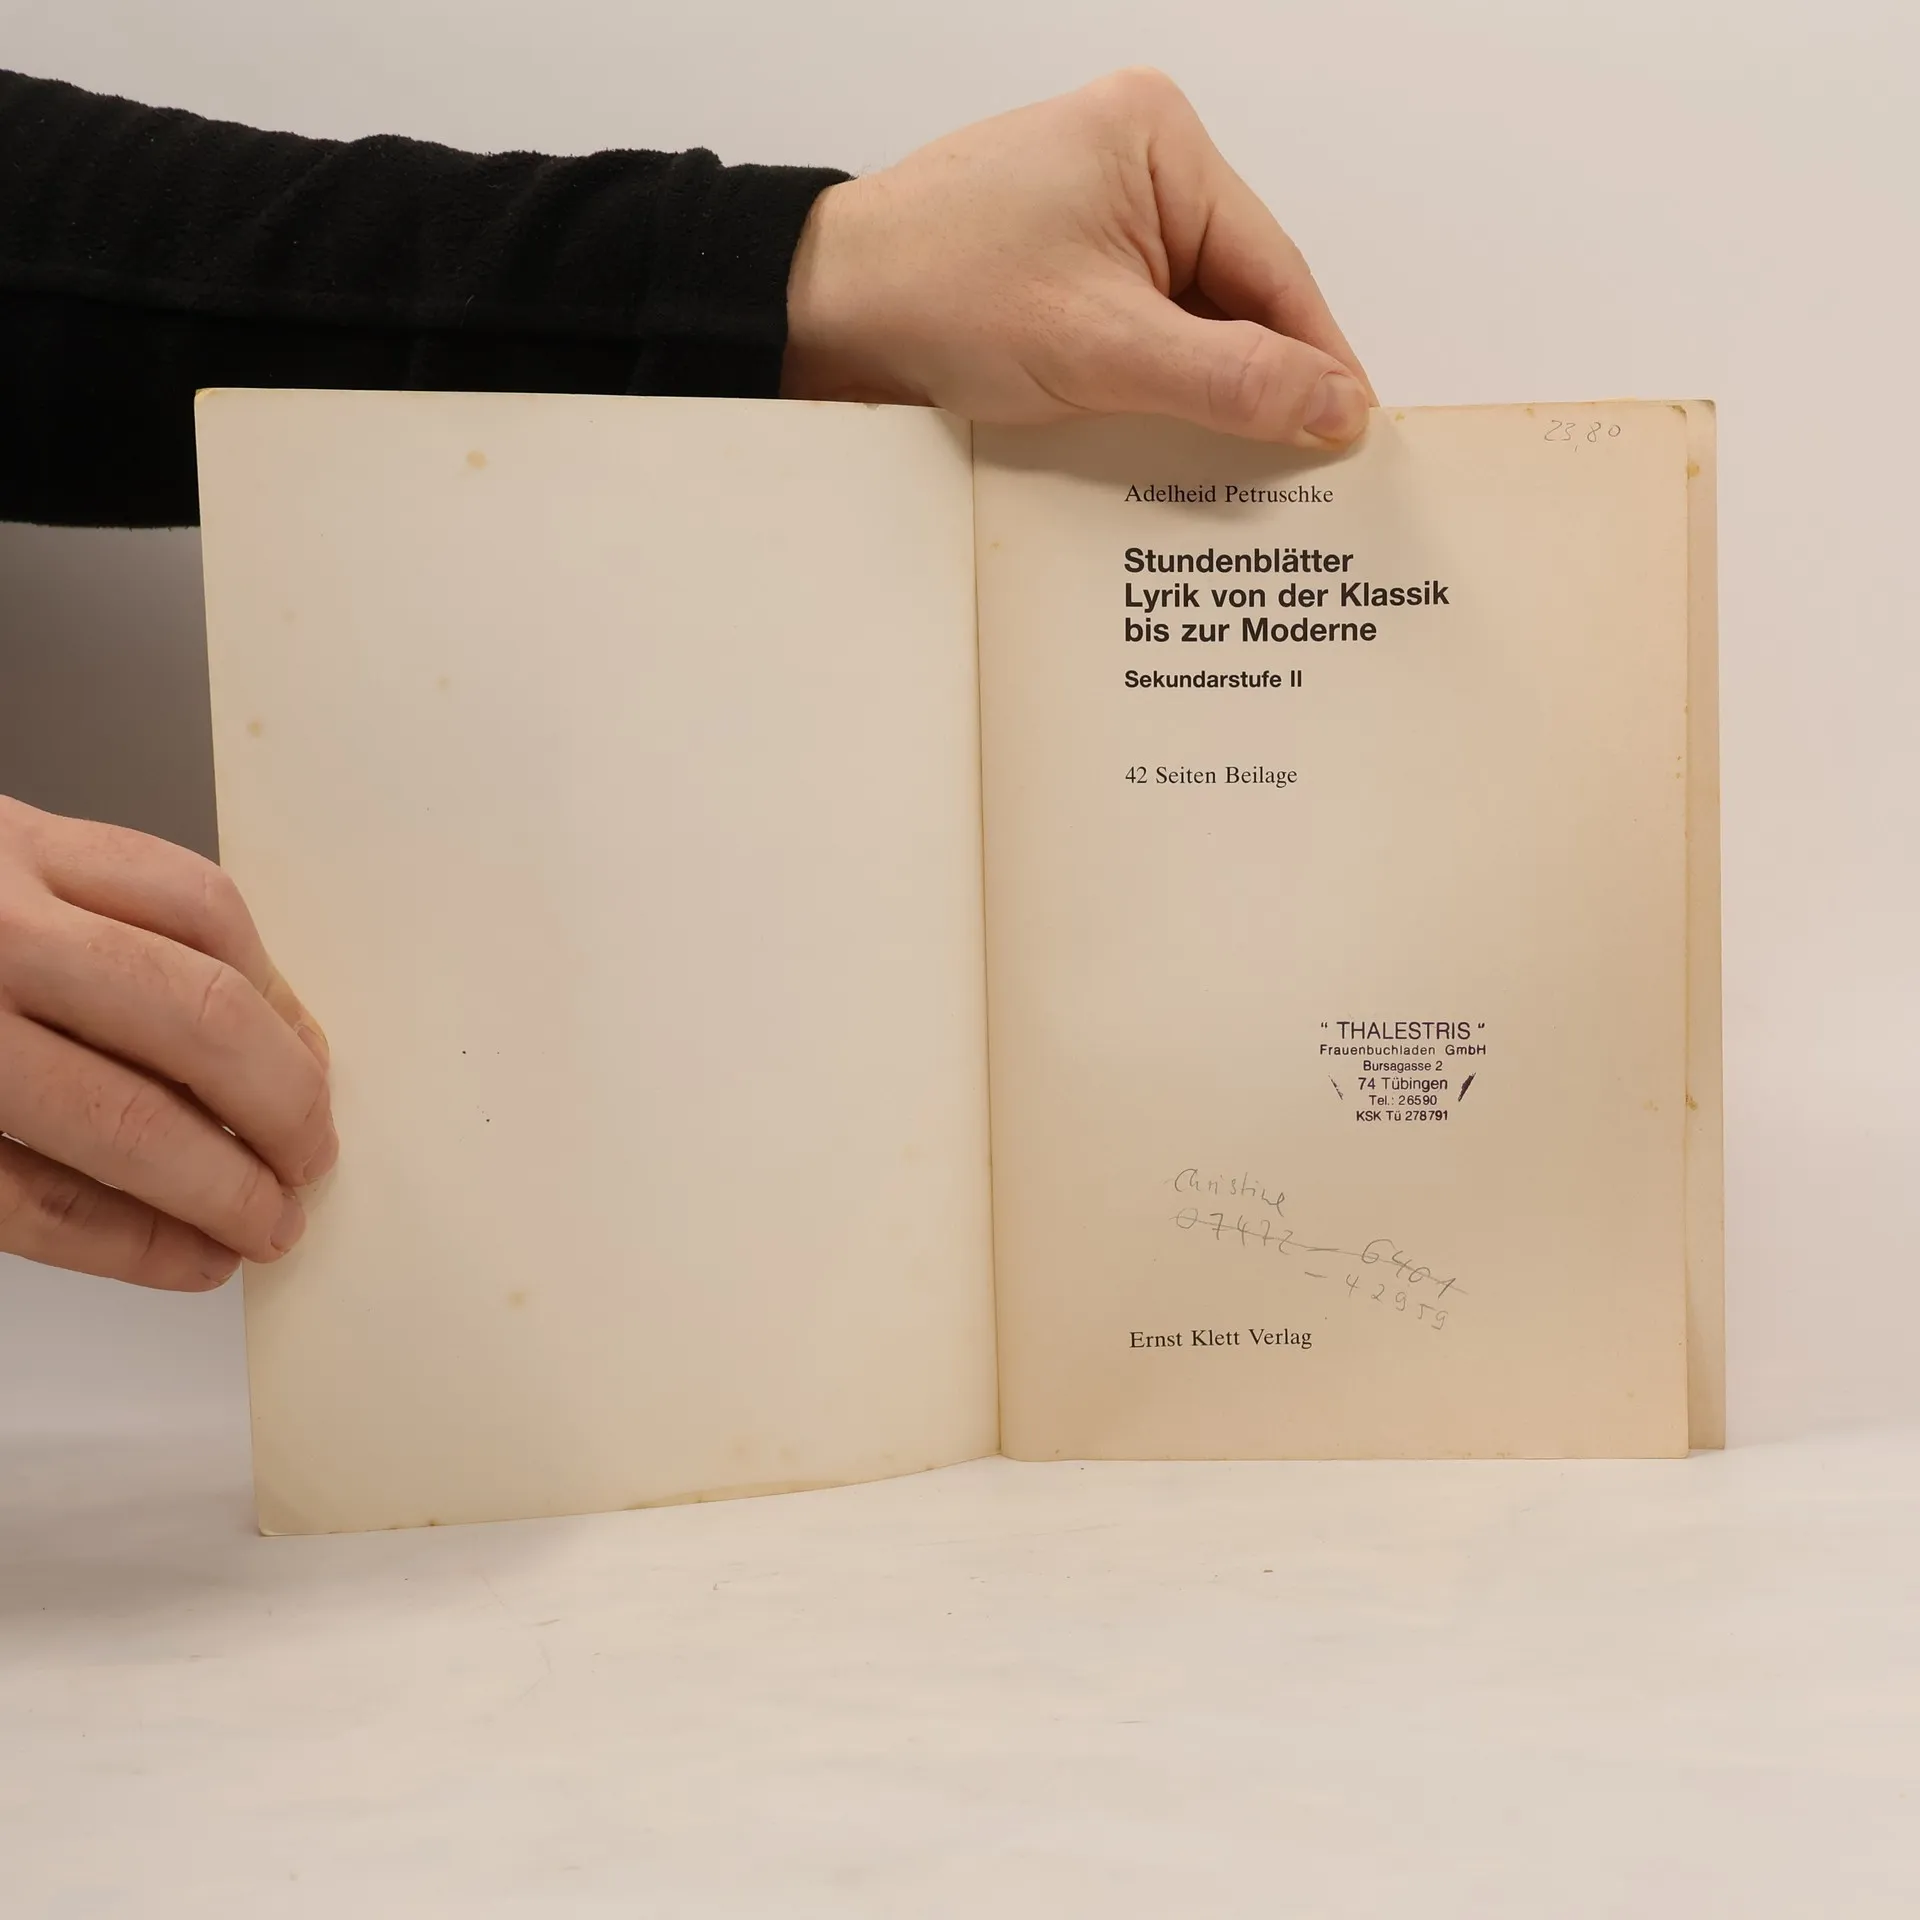 23,80
Adelheid Petruschke
Stundenblätter
Lyrik von der Klassik
bis zur Moderne
Sekundarstufe II
42 Seiten Beilage
“ THALESTRIS “
Frauenbuchladen GmbH
Bursagasse 2
74 Tübingen
Tel.: 26590
KSK Tü 278791
Christine
07472 – 6401
– 42959
Ernst Klett Verlag